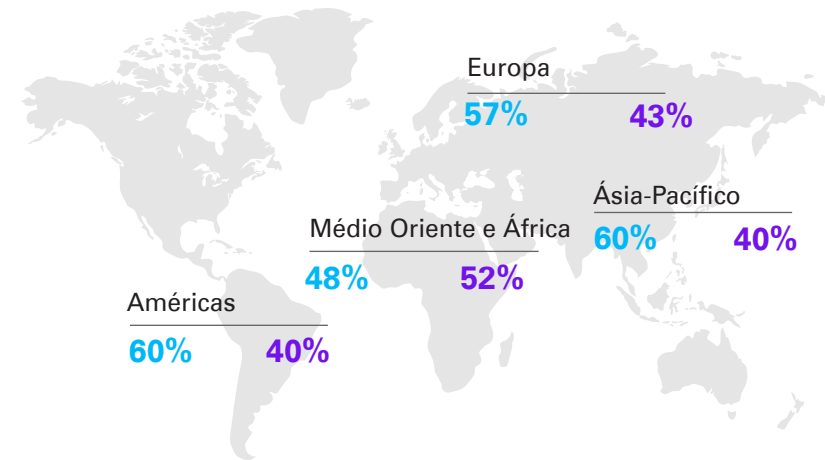 Europa
57% 43%
Ásia-Pacífico
60% 40%
Médio Oriente e África
48% 52%
Américas
60% 40%